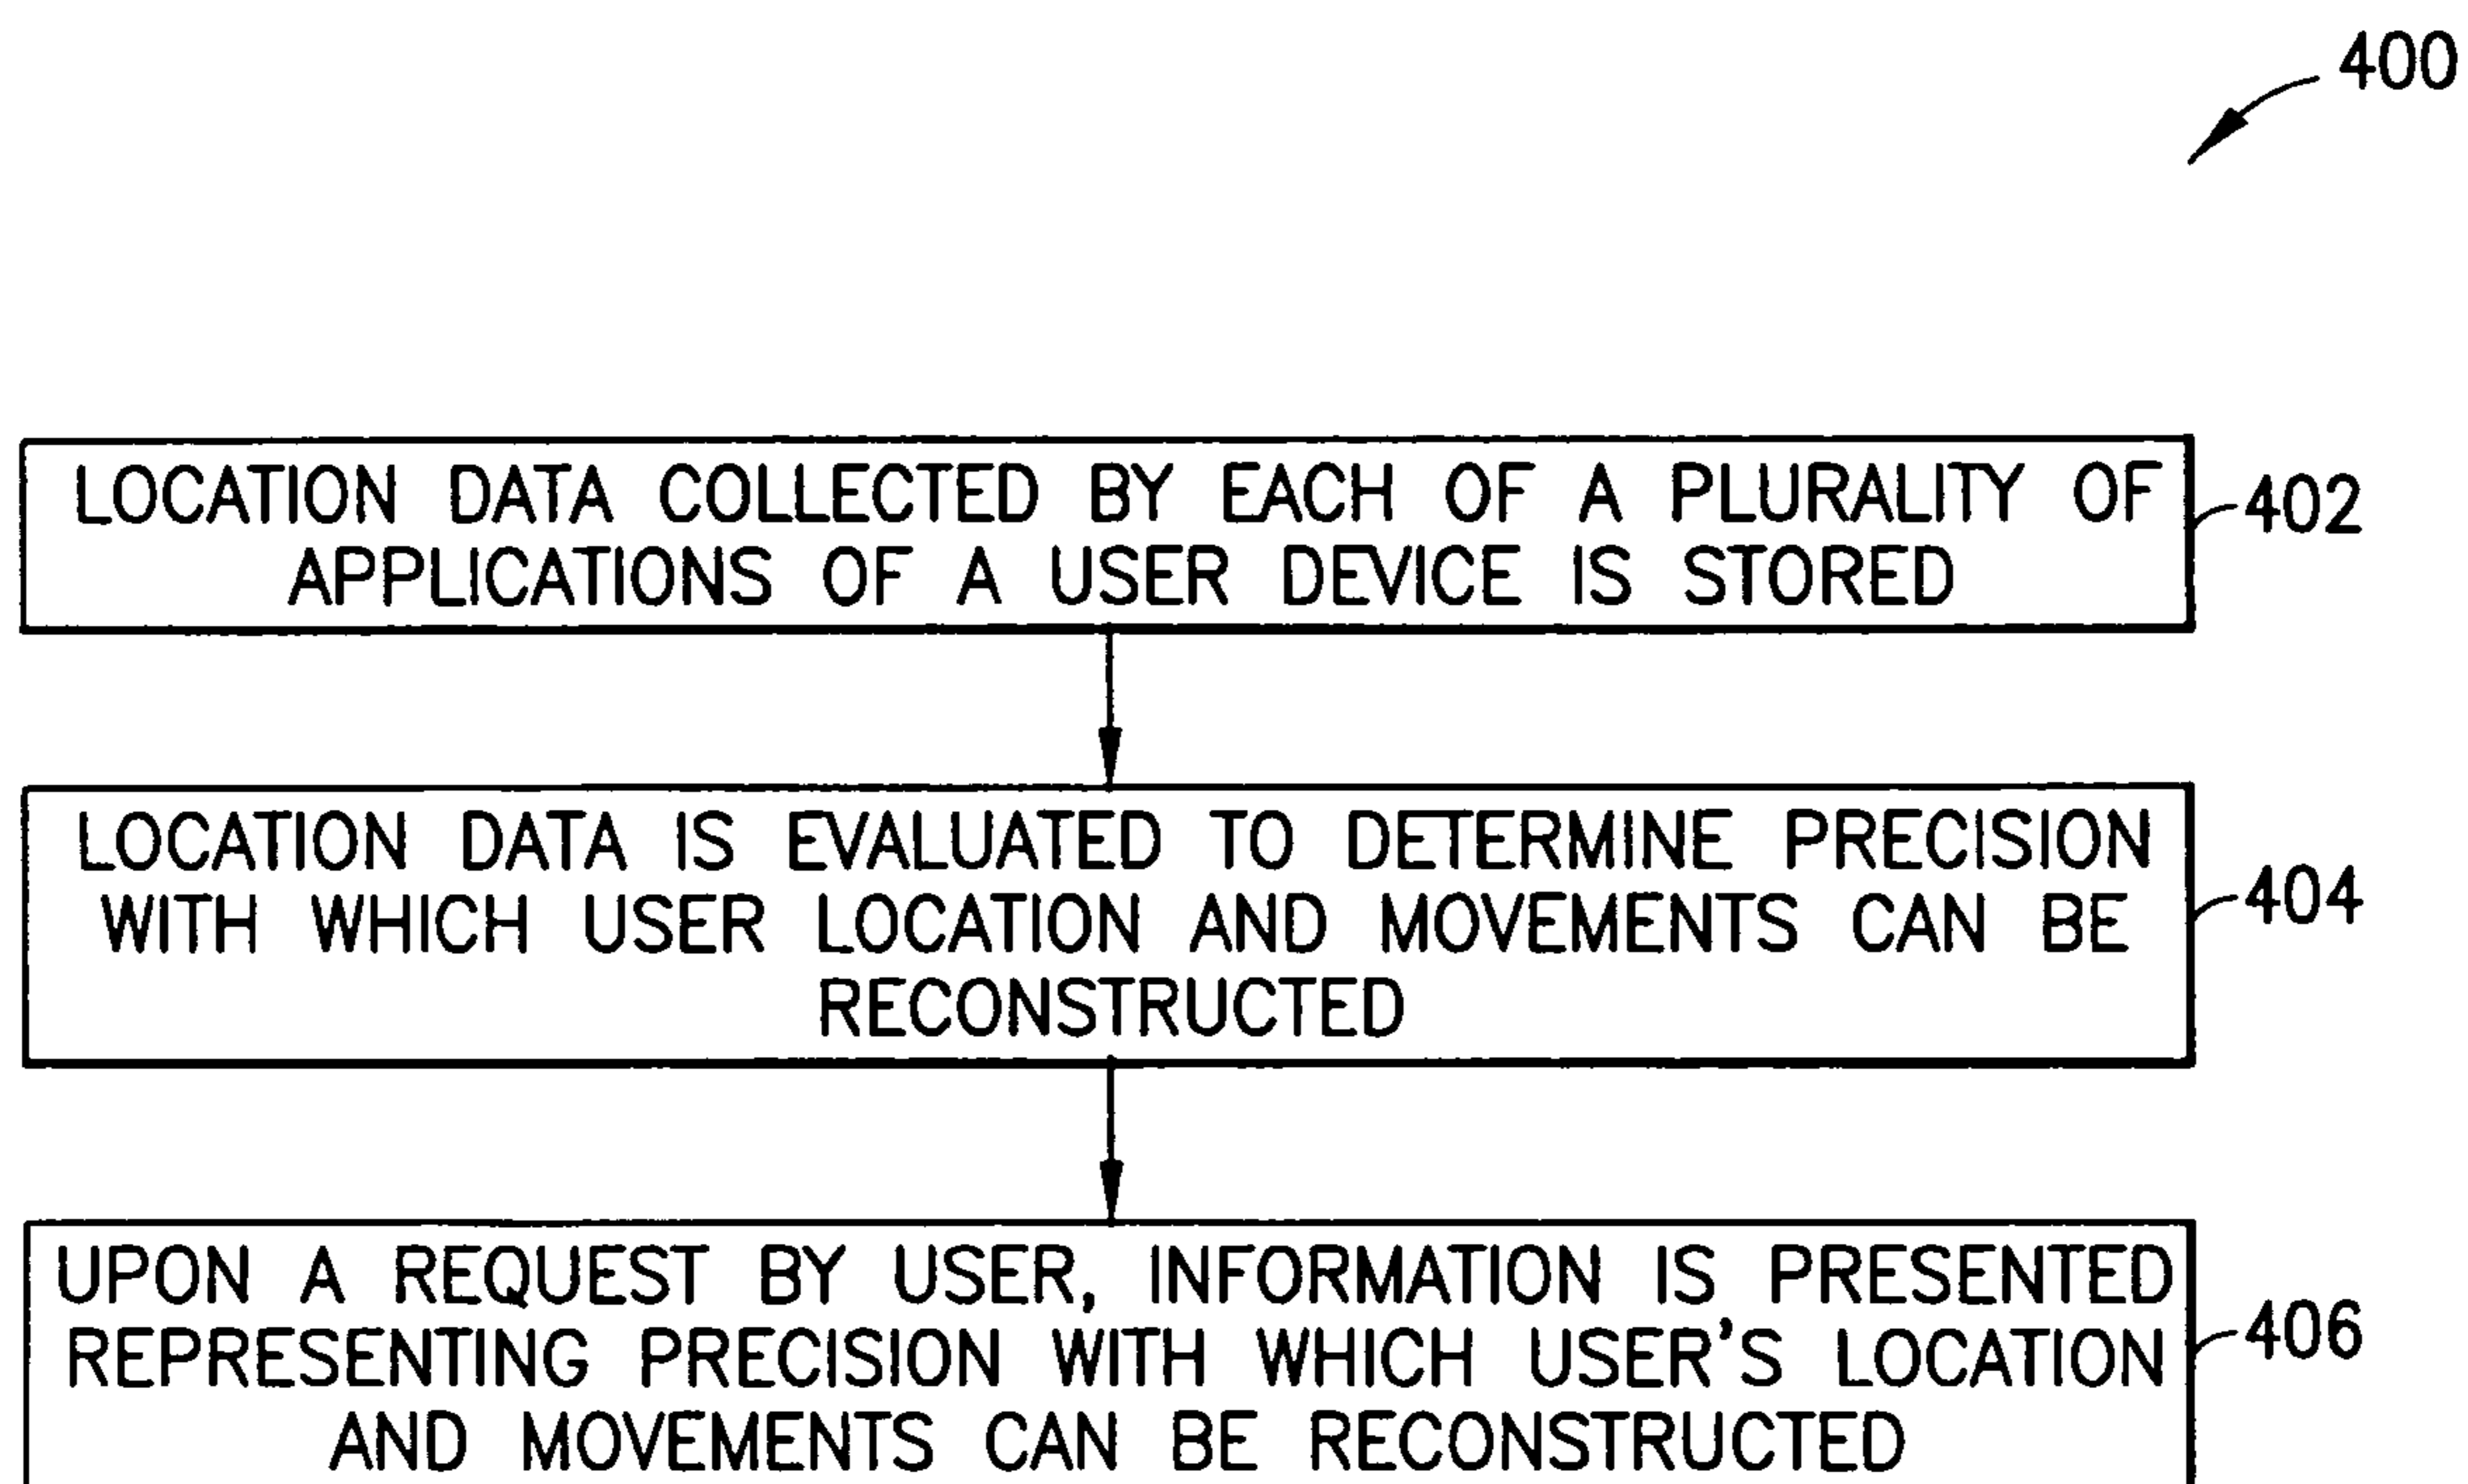 400
LOCATION DATA COLLECTED BY EACH OF A PLURALITY OF
APPLICATIONS OF A USER DEVICE IS STORED
402
LOCATION DATA IS EVALUATED TO DETERMINE PRECISION
WITH WHICH USER LOCATION AND MOVEMENTS CAN BE
RECONSTRUCTED
404
UPON A REQUEST BY USER, INFORMATION IS PRESENTED
REPRESENTING PRECISION WITH WHICH USER'S LOCATION
AND MOVEMENTS CAN BE RECONSTRUCTED
406